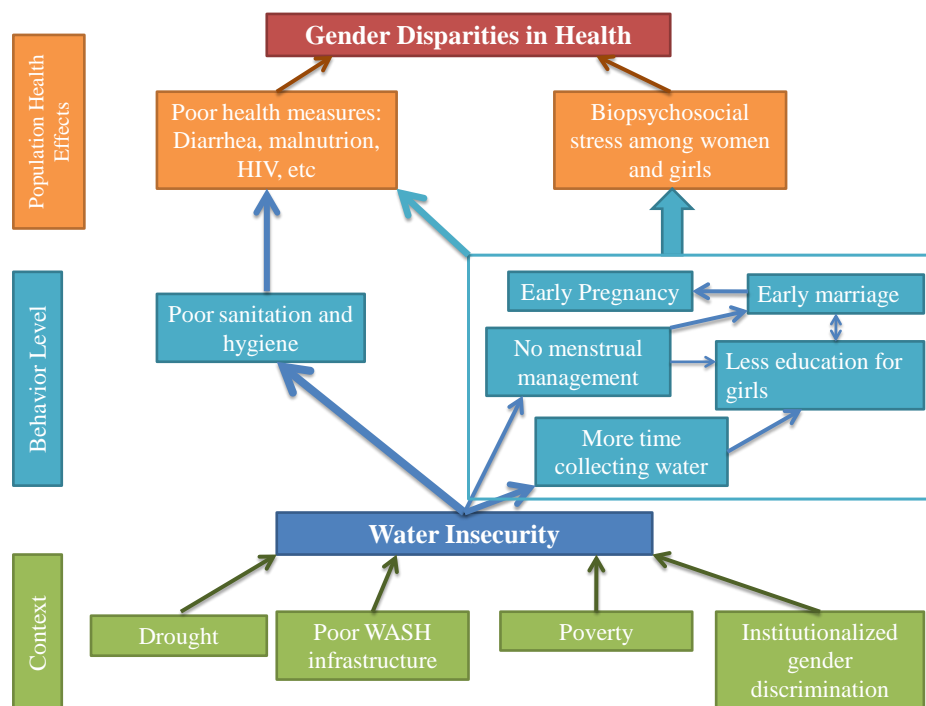 Gender Disparities in Health
Population Health
Effects
Poor health measures:
Diarrhea, malnutrition,
HIV, etc
Biopsychosocial
stress among women
and girls
Behavior Level
Poor sanitation and
hygiene
Early Pregnancy
Early marriage
No menstrual
management
Less education for
girls
More time
collecting water
Water Insecurity
Context
Drought
Poor WASH
infrastructure
Poverty
Institutionalized
gender
discrimination